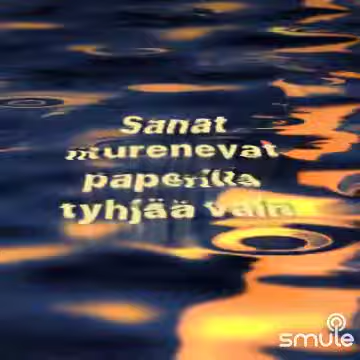 Sanat
murenevat
paperilla
tyhjää vain
smule